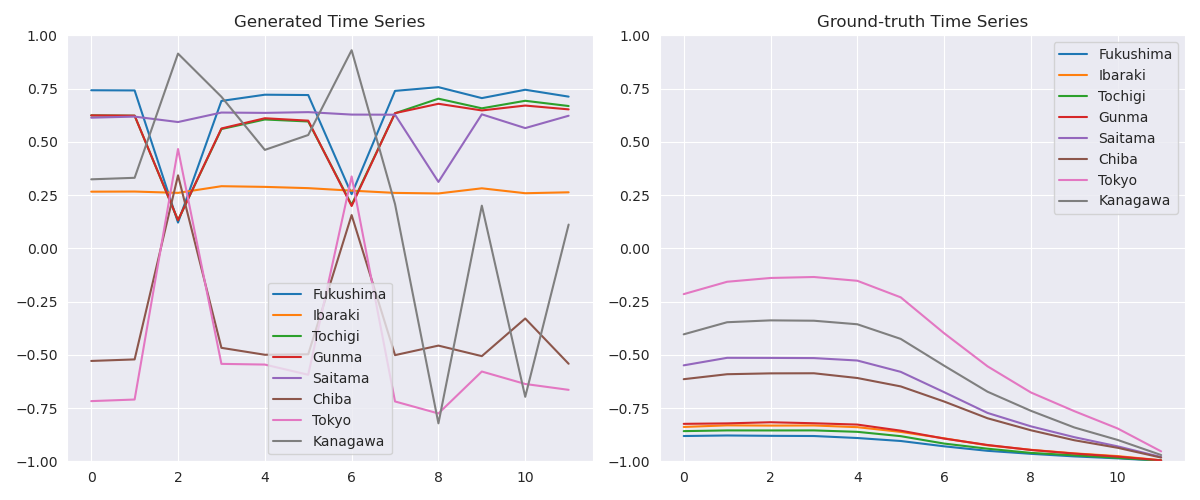 Generated Time Series
1.00
0.75
0.50
0.25
0.00
−0.25
−0.50
−0.75
−1.00
0
2
4
6
8
10
Fukushima
Ibaraki
Tochigi
Gunma
Saitama
Chiba
Tokyo
Kanagawa
Ground-truth Time Series
1.00
0.75
0.50
0.25
0.00
−0.25
−0.50
−0.75
−1.00
0
2
4
6
8
10
Fukushima
Ibaraki
Tochigi
Gunma
Saitama
Chiba
Tokyo
Kanagawa